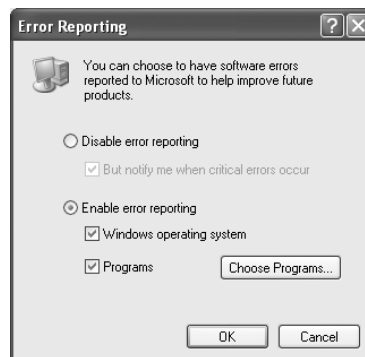 Error Reporting
You can choose to have software errors
reported to Microsoft to help improve future
products.
Disable error reporting
But notify me when critical errors occur
Enable error reporting
Windows operating system
Programs
Choose Programs...
OK
Cancel